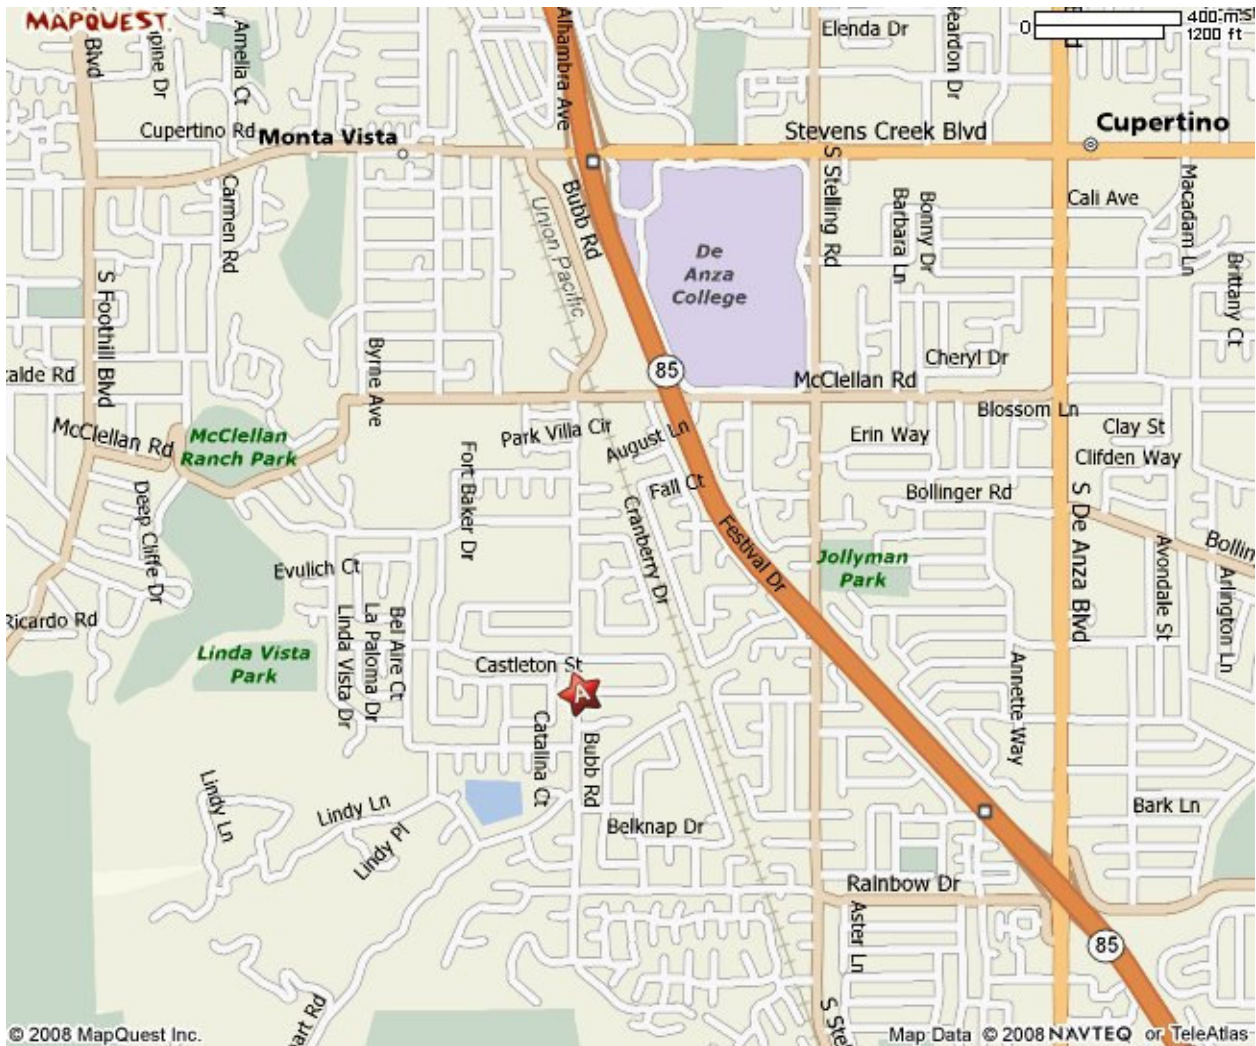 MAPQUEST.
400 m
0
1200 ft
Blvd
Amelia Ct
Alhambra Ave
Elenda Dr
Cupertino Rd
Monta Vista
Stevens Creek Blvd
Cupertino
Carmen Rd
Union Pacific
Bubb Rd
S Stelling Rd
Barbara Ln
Bonny Dr
Cali Ave
Macadam Ln
De
Anza
College
S Foothill Blvd
Brittany Ct
Byrne Ave
85
Cheryl Dr
McClellan Rd
Blossom Ln
McClellan Rd
McClellan
Ranch Park
Park Villa Cir
August Ln
Erin Way
Clay St
Clifden Way
Fort Baker Dr
Fall Ct
Bollinger Rd
Deep Cliffe Dr
Cranberry Dr
Festival Dr
S De Anza Blvd
Evulich Ct
Jollyman
Park
Avondale St
Arlington Ln
Ricardo Rd
Linda Vista Dr
La Paloma Dr
Bel Aire Ct
Linda Vista
Park
Castleton St
A
Annette Way
Catalina Ct
Bubb Rd
Lindy Ln
Lindy Ln
Lindy Pl
Belknap Dr
Bark Ln
Rainbow Dr
Aster Ln
85
© 2008 MapQuest Inc.
Map Data © 2008 NAVTEQ or TeleAtlas